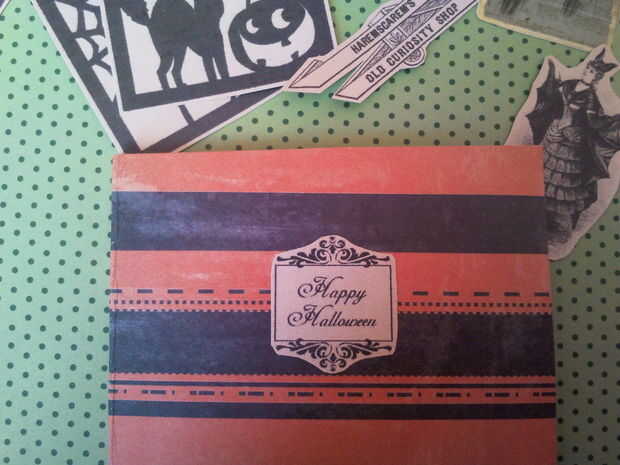 HAREMSCAREM'S
OLD CURIOSITY SHOP
Happy
Halloween